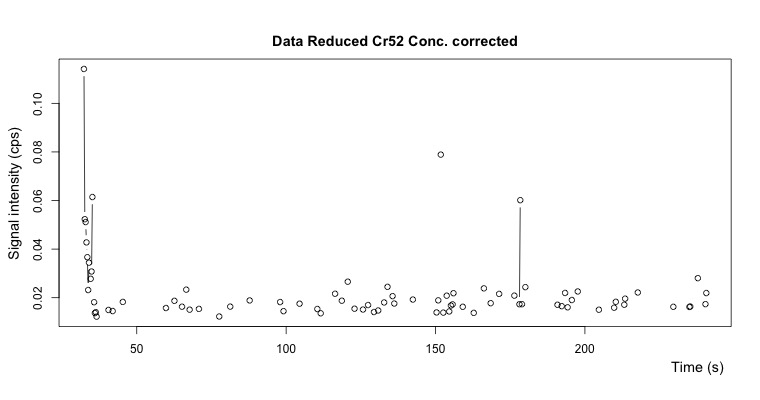 Data Reduced Cr52 Conc. corrected
Signal intensity (cps)
0.10
0.08
0.06
0.04
0.02
50 100 150 200
Time (s)